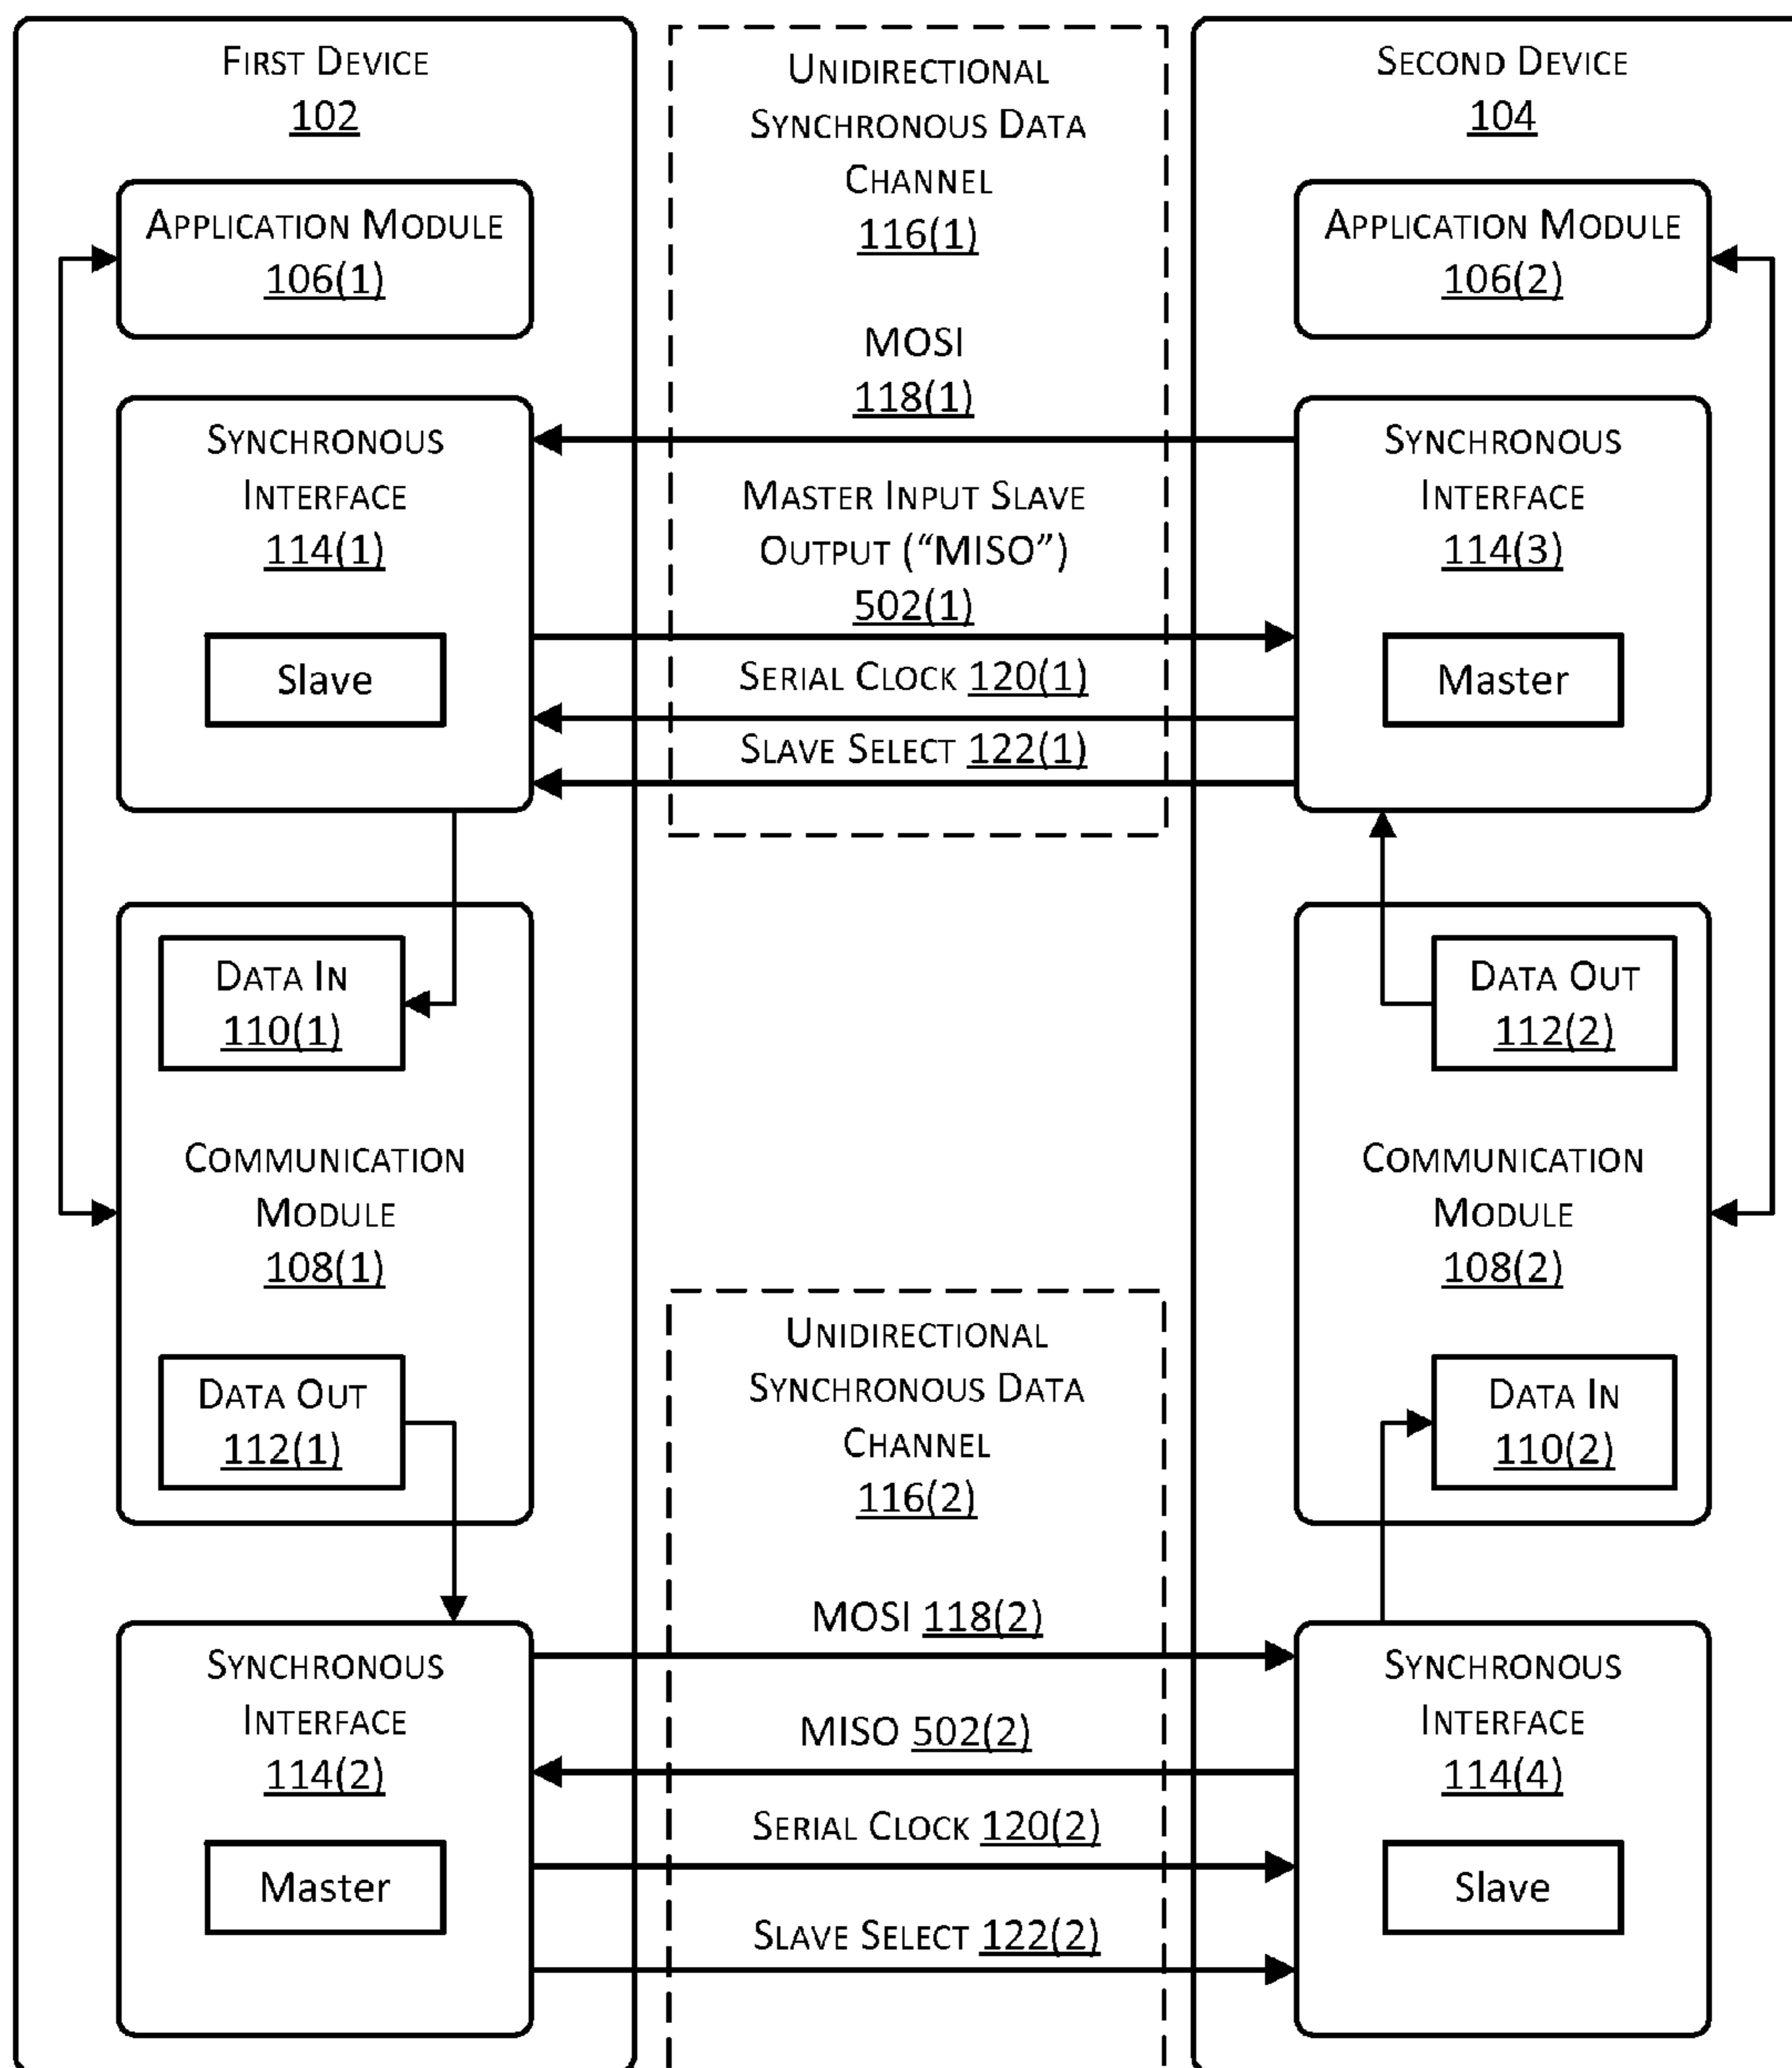 FIRST DEVICE
102
APPLICATION MODULE
106(1)
SYNCHRONOUS
INTERFACE
114(1)
Slave
DATA IN
110(1)
COMMUNICATION
MODULE
108(1)
DATA OUT
112(1)
SYNCHRONOUS
INTERFACE
114(2)
Master
UNIDIRECTIONAL
SYNCHRONOUS DATA
CHANNEL
116(1)
MOSI
118(1)
MASTER INPUT SLAVE
OUTPUT (“MISO”)
502(1)
SERIAL CLOCK 120(1)
SLAVE SELECT 122(1)
UNIDIRECTIONAL
SYNCHRONOUS DATA
CHANNEL
116(2)
MOSI 118(2)
MISO 502(2)
SERIAL CLOCK 120(2)
SLAVE SELECT 122(2)
SECOND DEVICE
104
APPLICATION MODULE
106(2)
SYNCHRONOUS
INTERFACE
114(3)
Master
DATA OUT
112(2)
COMMUNICATION
MODULE
108(2)
DATA IN
110(2)
SYNCHRONOUS
INTERFACE
114(4)
Slave